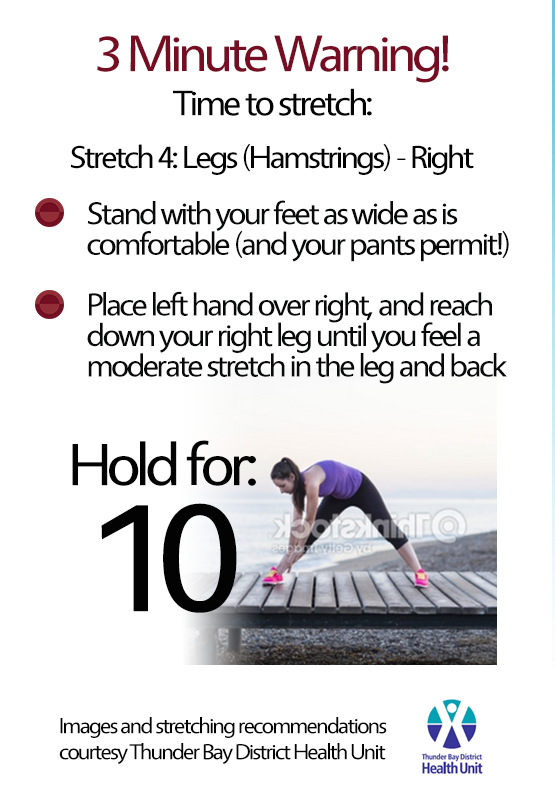 3 Minute Warning!
Time to stretch:
Stretch 4: Legs (Hamstrings) - Right
Stand with your feet as wide as is
comfortable (and your pants permit!)
Place left hand over right, and reach
down your right leg until you feel a
moderate stretch in the leg and back
Hold for:
10
Thinkstock
by Getty Images
Images and stretching recommendations
courtesy Thunder Bay District Health Unit
Thunder Bay District
Health Unit